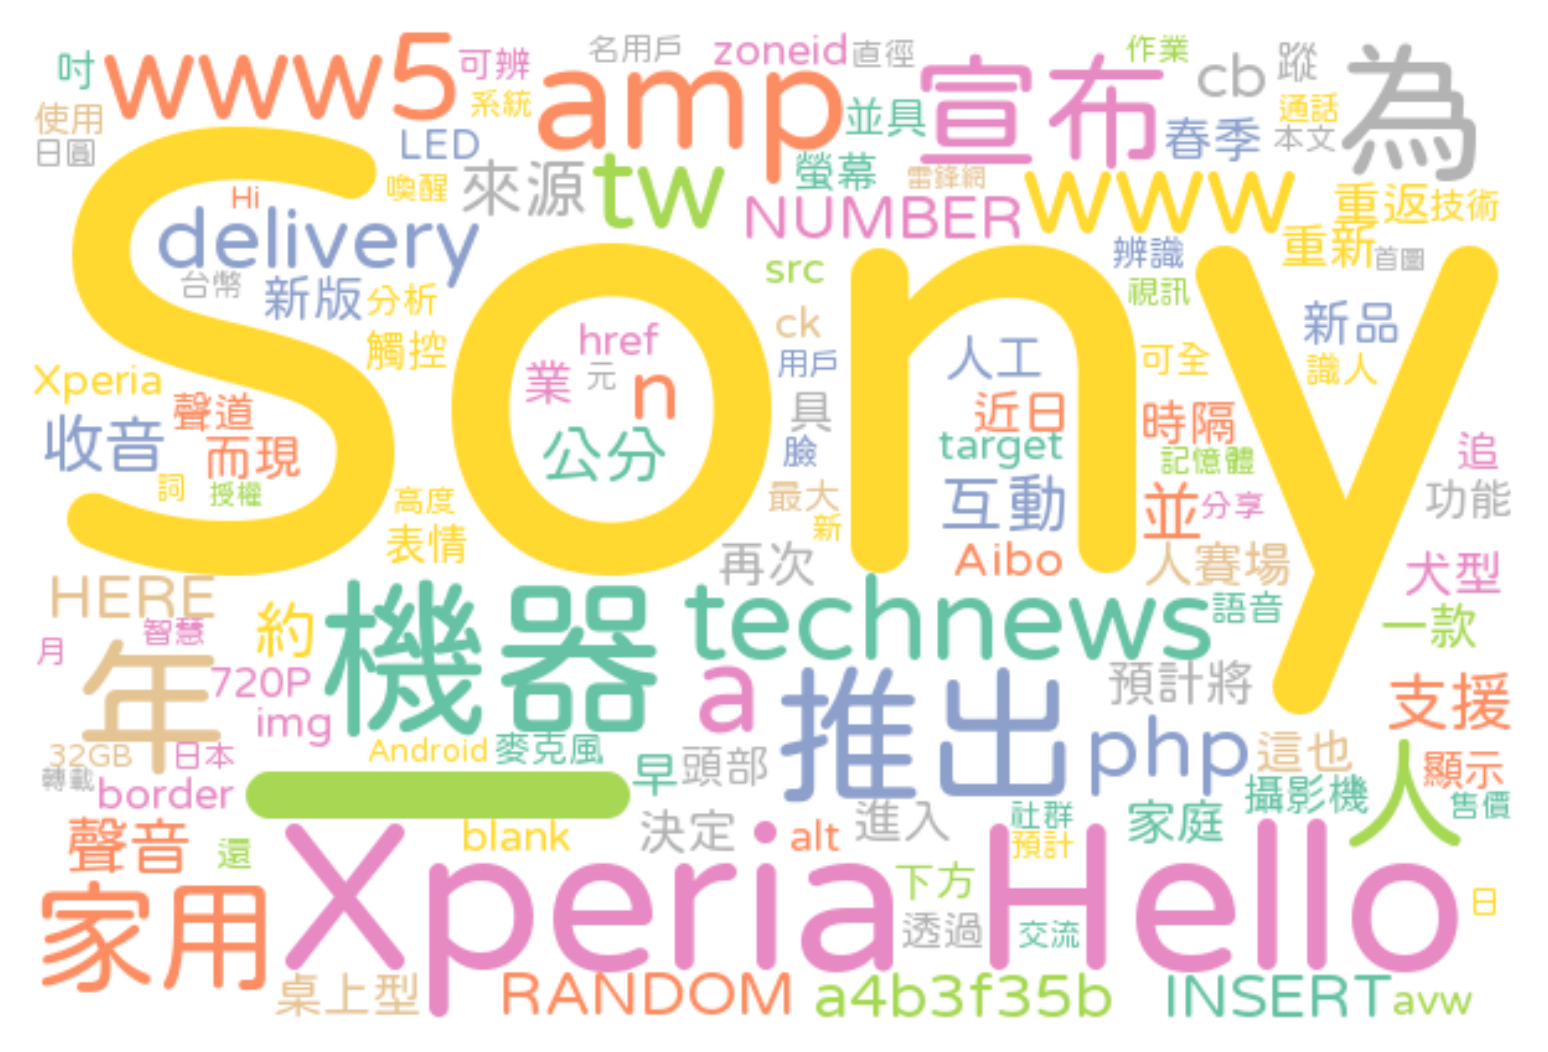 吋 www5 可辨 名用戶 zoneid 直徑 作業 蹤
使用 系統 amp 並具 宣布 cb 通話 為
日圓 LED 來源 tw 螢幕 雷鋒網 春季 本文
Hi 喚醒 NUMBER www 重返 技術
delivery 辨識 重新 首圖
台幣 新版 分析 src 視訊
Sony
觸控 href ck 人工 可全 新品
Xperia 業 元 n 用戶 識人
聲道 具 近日 時隔
收音 而現 公分 臉 target 記憶體 追
詞 授權 高度 最大 互動 並 分享 功能
表情 新 再次 Aibo 人賽場 犬型
HERE 約 機器 technews 語音 一款
月 智慧 年 720P a 推出 預計將 支援
img
32GB 日本 Android 麥克風 早 頭部 php 這也 人 顯示
轉載 border 一 攝影機 售價
聲音 還 blank 決定 alt 進入 社群 預計 家庭
家用 Xperia Hello 下方 日
透過 交流
桌上型 RANDOM a4b3f35b INSERT avw